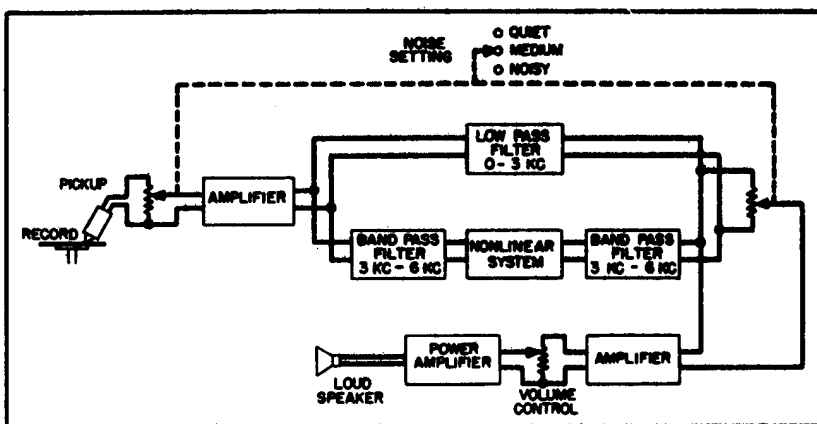 NOISE
SETTING
QUIET
MEDIUM
NOISY
LOW PASS
FILTER
0-3 KC
PICKUP
AMPLIFIER
RECORD
BAND PASS
FILTER
3 KC-6 KC
NONLINEAR
SYSTEM
BAND PASS
FILTER
3 KC-6 KC
POWER
AMPLIFIER
AMPLIFIER
LOUD
SPEAKER
VOLUME
CONTROL